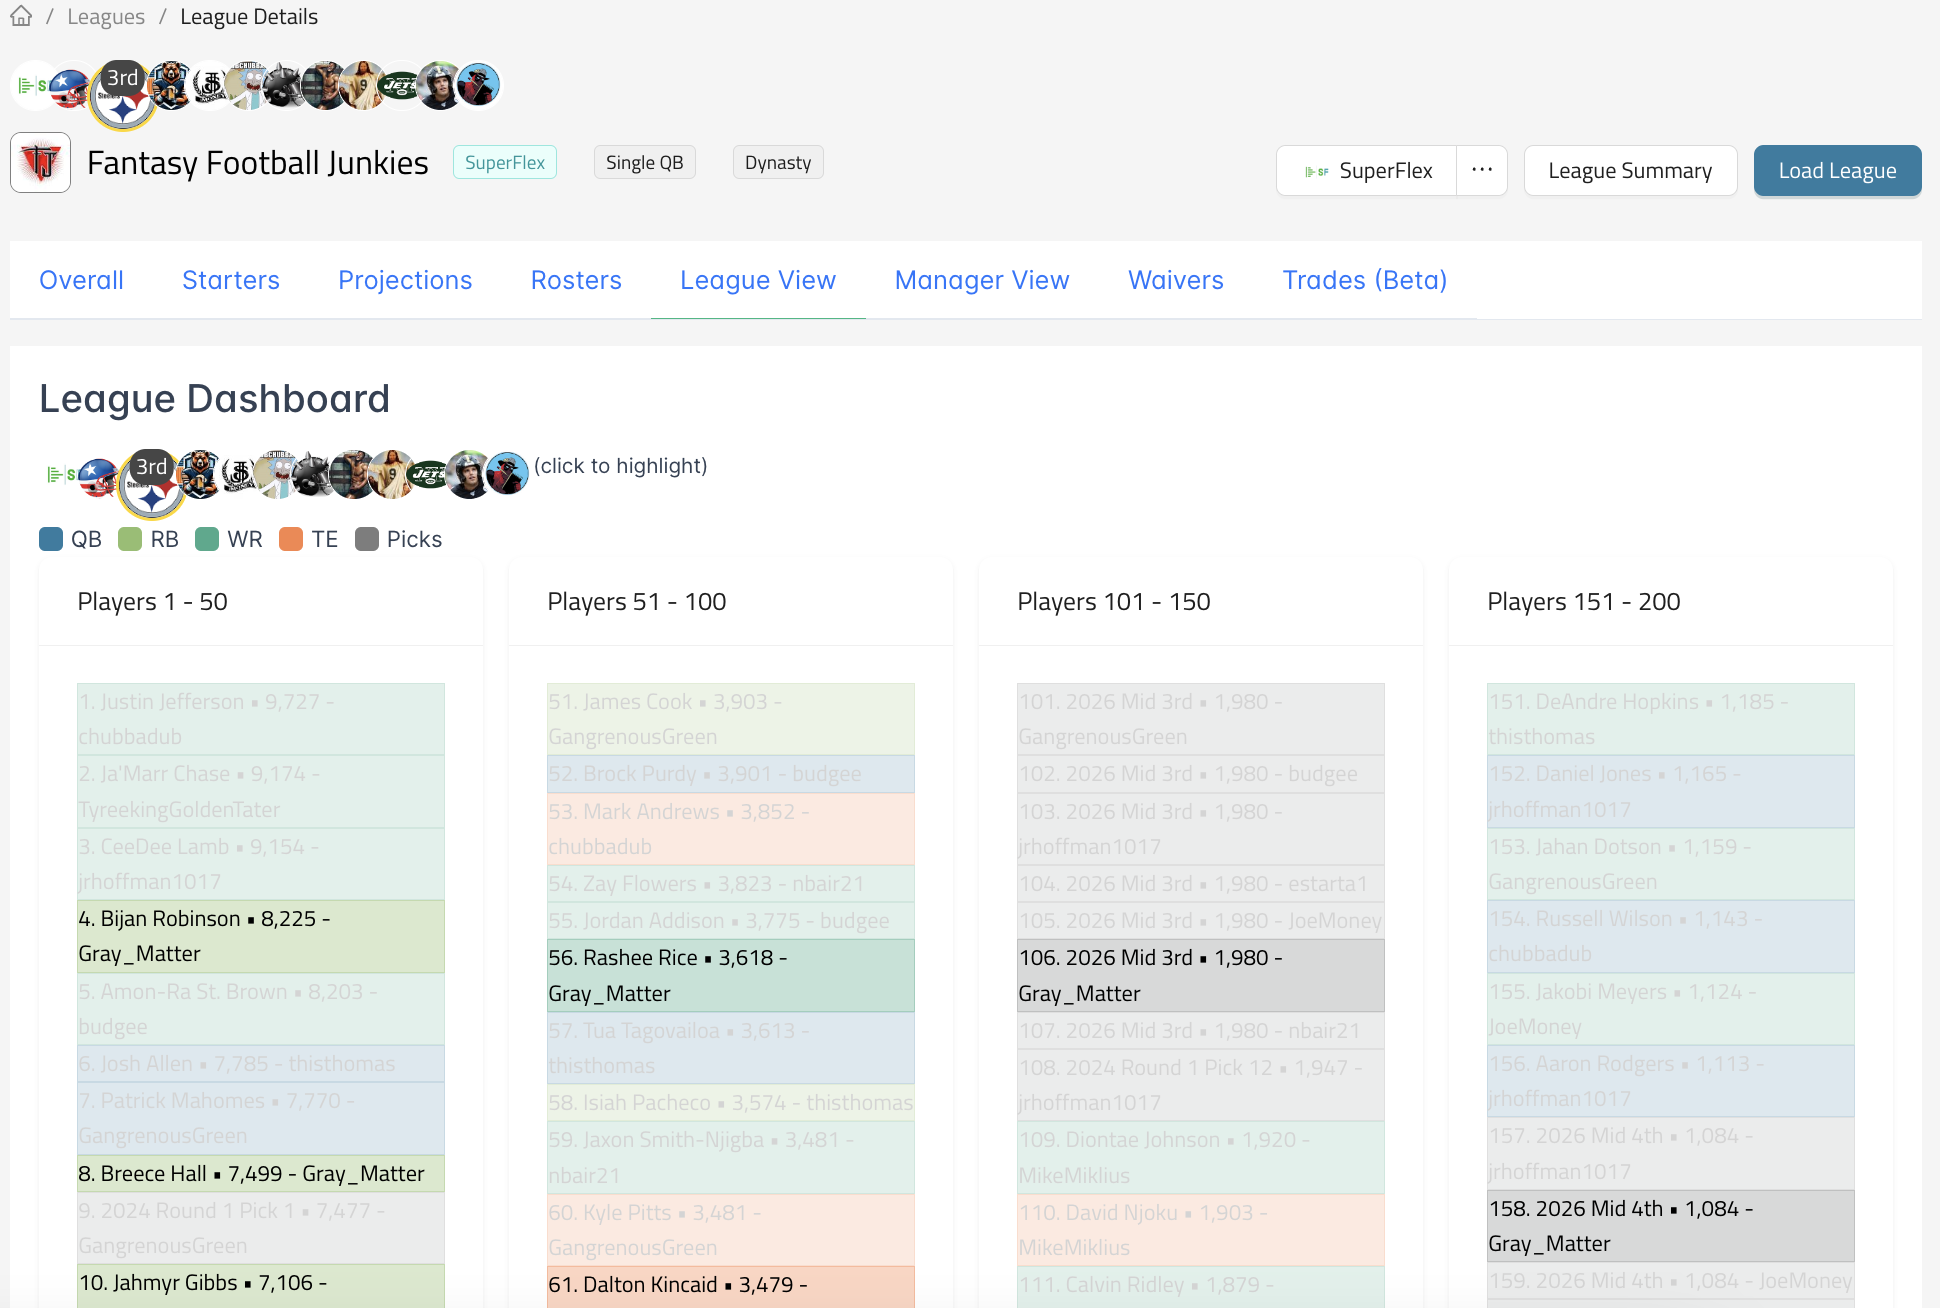 / Leagues / League Details
3rd
JETS
Fantasy Football Junkies
SuperFlex
Single QB
Dynasty
SF SuperFlex
···
League Summary
Load League
Overall
Starters
Projections
Rosters
League View
Manager View
Waivers
Trades (Beta)
League Dashboard
3rd
JETS
(click to highlight)
QB RB WR TE Picks
Players 1 - 50
1. Justin Jefferson ▪ 9,727 -
chubbadub
2. Ja'Marr Chase ▪ 9,174 -
TyreekingGoldenTater
3. CeeDee Lamb ▪ 9,154 -
jrhoffman1017
4. Bijan Robinson ▪ 8,225 -
Gray_Matter
5. Amon-Ra St. Brown ▪ 8,203 -
budgee
6. Josh Allen ▪ 7,785 - thisthomas
7. Patrick Mahomes ▪ 7,770 -
GangrenousGreen
8. Breece Hall ▪ 7,499 - Gray_Matter
9. 2024 Round 1 Pick 1 ▪ 7,477 -
GangrenousGreen
10. Jahmyr Gibbs ▪ 7,106 -
Players 51 - 100
51. James Cook ▪ 3,903 -
GangrenousGreen
52. Brock Purdy ▪ 3,901 - budgee
53. Mark Andrews ▪ 3,852 -
chubbadub
54. Zay Flowers ▪ 3,823 - nbair21
55. Jordan Addison ▪ 3,775 - budgee
56. Rashee Rice ▪ 3,618 -
Gray_Matter
57. Tua Tagovailoa ▪ 3,613 -
thisthomas
58. Isiah Pacheco ▪ 3,574 - thisthomas
59. Jaxon Smith-Njigba ▪ 3,481 -
nbair21
60. Kyle Pitts ▪ 3,481 -
GangrenousGreen
61. Dalton Kincaid ▪ 3,479 -
Players 101 - 150
101. 2026 Mid 3rd ▪ 1,980 -
GangrenousGreen
102. 2026 Mid 3rd ▪ 1,980 - budgee
103. 2026 Mid 3rd ▪ 1,980 -
jrhoffman1017
104. 2026 Mid 3rd ▪ 1,980 - estarta1
105. 2026 Mid 3rd ▪ 1,980 - JoeMoney
106. 2026 Mid 3rd ▪ 1,980 -
Gray_Matter
107. 2026 Mid 3rd ▪ 1,980 - nbair21
108. 2024 Round 1 Pick 12 ▪ 1,947 -
jrhoffman1017
109. Diontae Johnson ▪ 1,920 -
MikeMiklius
110. David Njoku ▪ 1,903 -
MikeMiklius
111. Calvin Ridley ▪ 1,879 -
Players 151 - 200
151. DeAndre Hopkins ▪ 1,185 -
thisthomas
152. Daniel Jones ▪ 1,165 -
jrhoffman1017
153. Jahan Dotson ▪ 1,159 -
GangrenousGreen
154. Russell Wilson ▪ 1,143 -
chubbadub
155. Jakobi Meyers ▪ 1,124 -
JoeMoney
156. Aaron Rodgers ▪ 1,113 -
jrhoffman1017
157. 2026 Mid 4th ▪ 1,084 -
jrhoffman1017
158. 2026 Mid 4th ▪ 1,084 -
Gray_Matter
159. 2026 Mid 4th ▪ 1,084 - JoeMoney